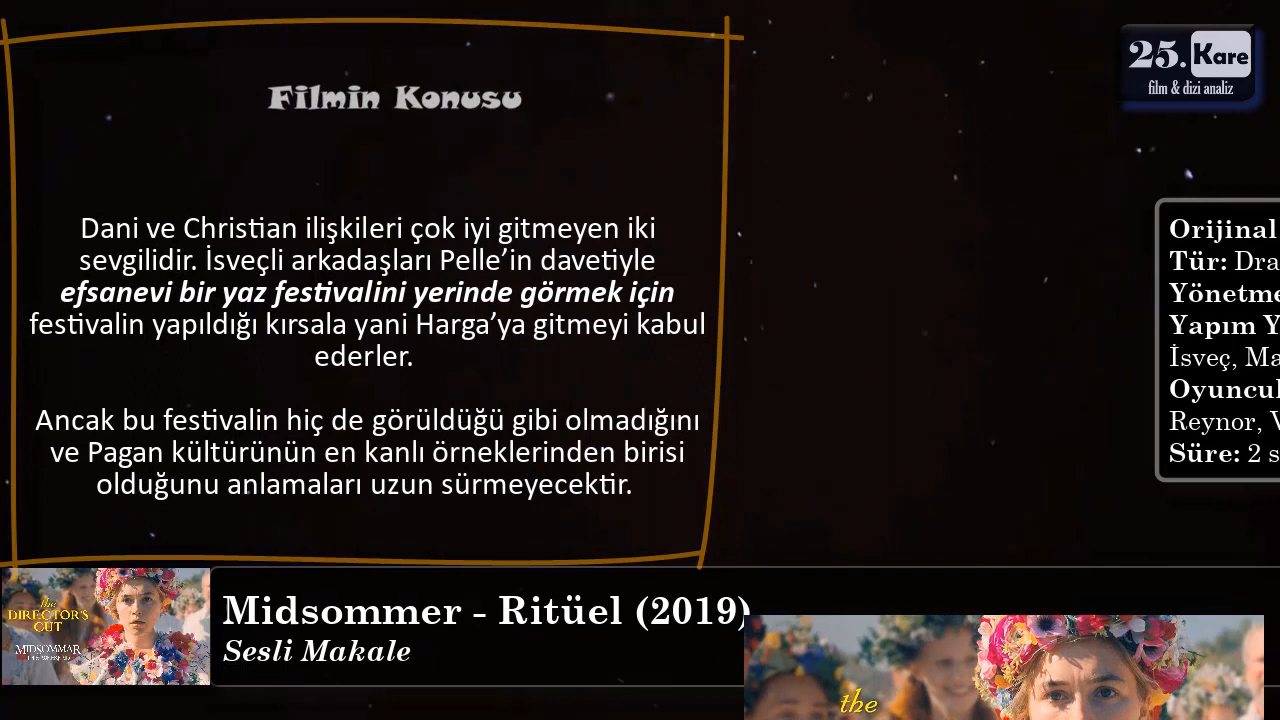 25. Kare
film & dizi analiz
Filmin Konusu
Dani ve Christian ilişkileri çok iyi gitmeyen iki
sevgilidir. İsveçli arkadaşları Pelle’in davetiyle
efsanevi bir yaz festivalini yerinde görmek için
festivalin yapıldığı kırsala yani Harga’ya gitmeyi kabul
ederler.
Ancak bu festivalin hiç de görüldüğü gibi olmadığını
ve Pagan kültürünün en kanlı örneklerinden birisi
olduğunu anlamaları uzun sürmeyecektir.
Orijinal
Tür: Dra
Yönetme
Yapım Y
İsveç, Ma
Oyuncul
Reynor, V
Süre: 2 s
the
DIRECTOR'S
CUT
MIDSOMMAR
Midsommer - Ritüel (2019)
Sesli Makale
the